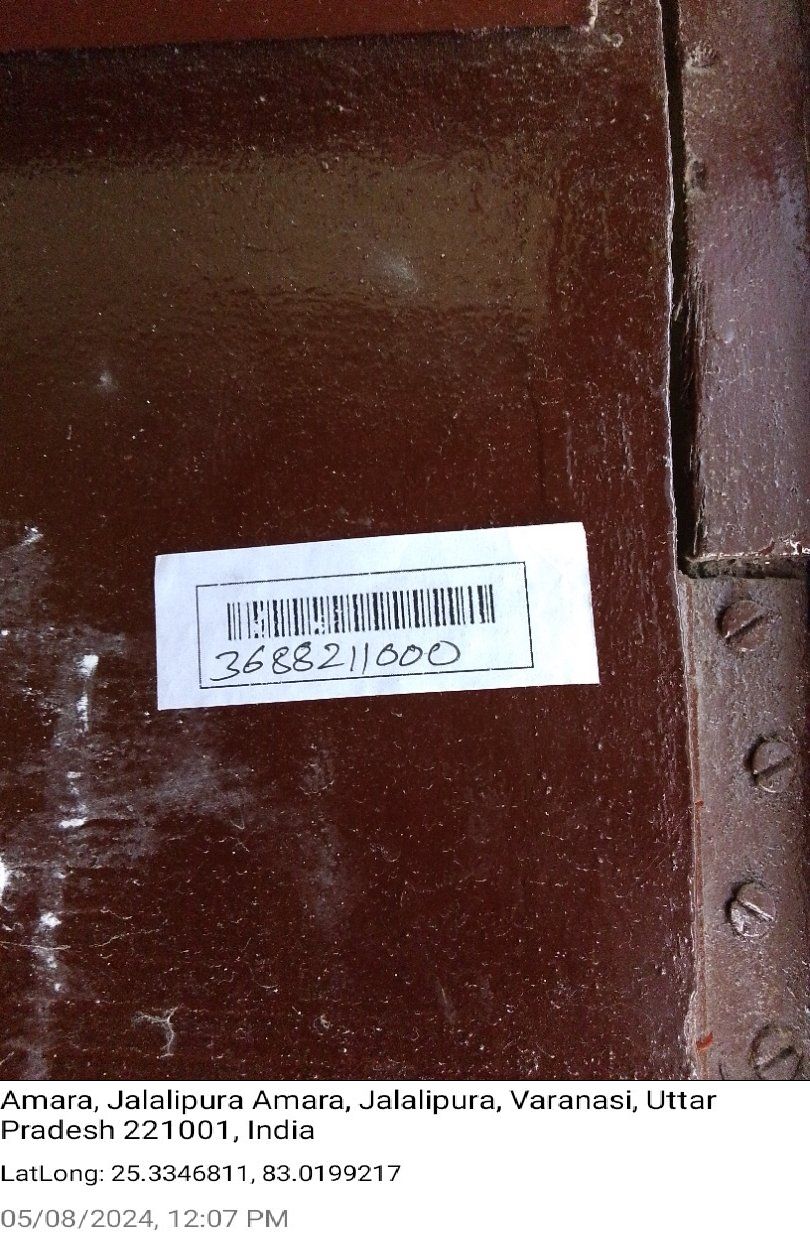 3688211000
Amara, Jalalipura Amara, Jalalipura, Varanasi, Uttar
Pradesh 221001, India
LatLong: 25.3346811, 83.0199217
05/08/2024, 12:07 PM